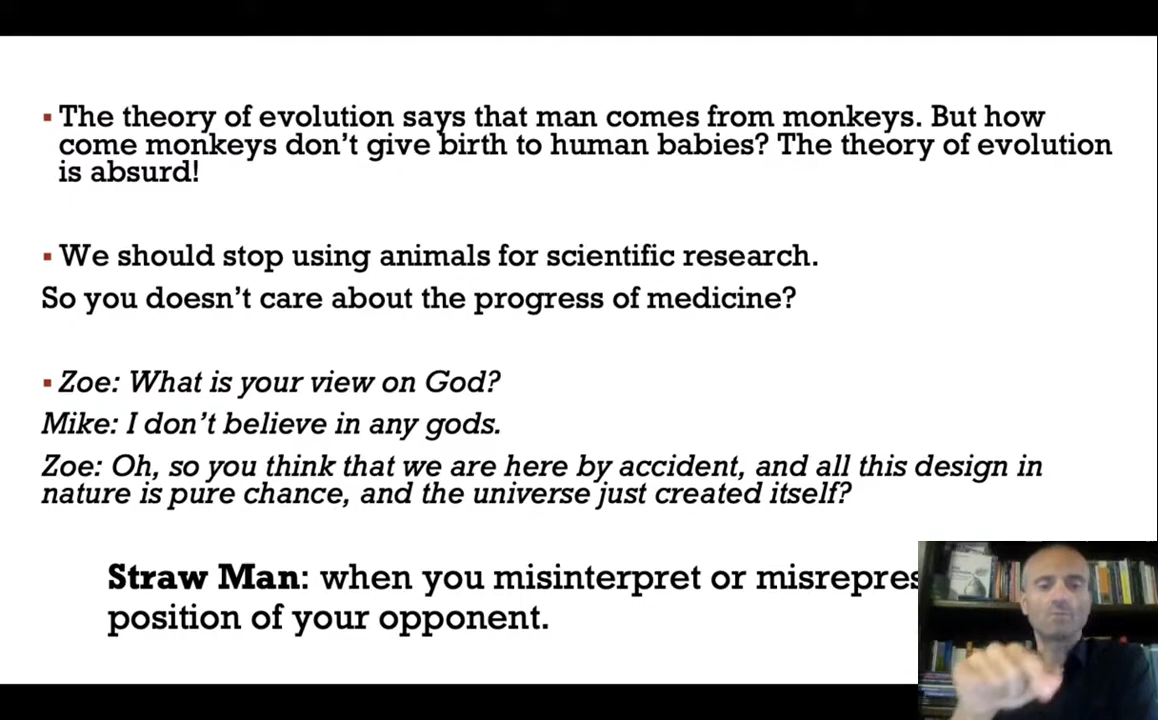 ▪ The theory of evolution says that man comes from monkeys. But how
come monkeys don't give birth to human babies? The theory of evolution
is absurd!
▪ We should stop using animals for scientific research.
So you doesn't care about the progress of medicine?
▪ Zoe: What is your view on God?
Mike: I don't believe in any gods.
Zoe: Oh, so you think that we are here by accident, and all this design in
nature is pure chance, and the universe just created itself?
Straw Man: when you misinterpret or
position of your opponent.